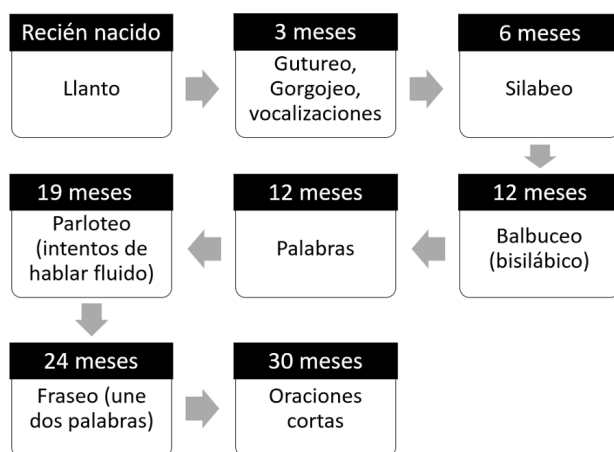 Recién nacido
Llanto
3 meses
Gutureo,
Gorgojeo,
vocalizaciones
6 meses
Silabeo
12 meses
Balbuceo
(bisilábico)
12 meses
Palabras
19 meses
Parloteo
(intentos de
hablar fluido)
24 meses
Fraseo (une
dos palabras)
30 meses
Oraciones
cortas